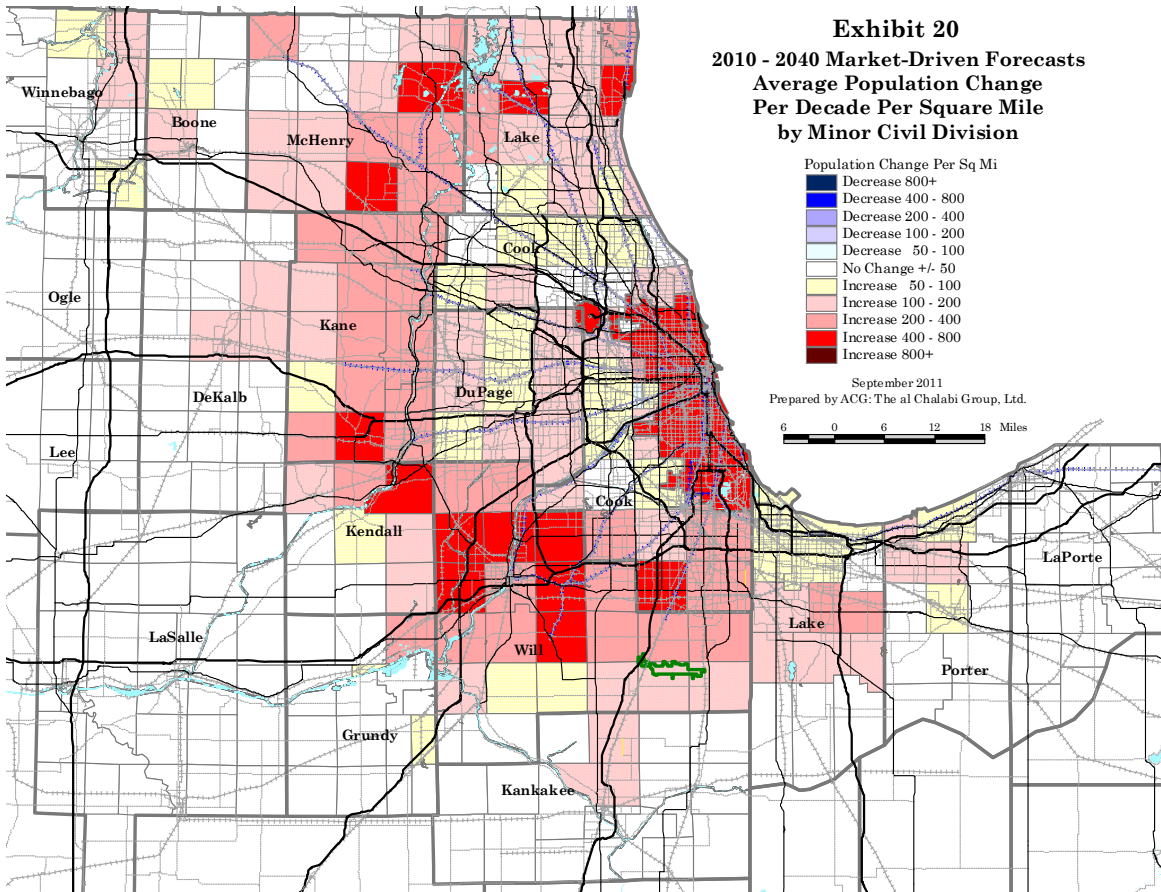 Exhibit 20
2010 - 2040 Market-Driven Forecasts
Average Population Change
Per Decade Per Square Mile
by Minor Civil Division
Population Change Per Sq Mi
Decrease 800+
Decrease 400 - 800
Decrease 200 - 400
Decrease 100 - 200
Decrease 50 - 100
No Change +/- 50
Increase 50 - 100
Increase 100 - 200
Increase 200 - 400
Increase 400 - 800
Increase 800+
September 2011
Prepared by ACG: The al Chalabi Group, Ltd.
6 0 6 12 18 Miles
Winnebago
Boone
McHenry
Lake
Cook
Ogle
Kane
DeKalb
DuPage
Lee
Cook
Kendall
LaPorte
LaSalle
Will
Lake
Porter
Grundy
Kankakee